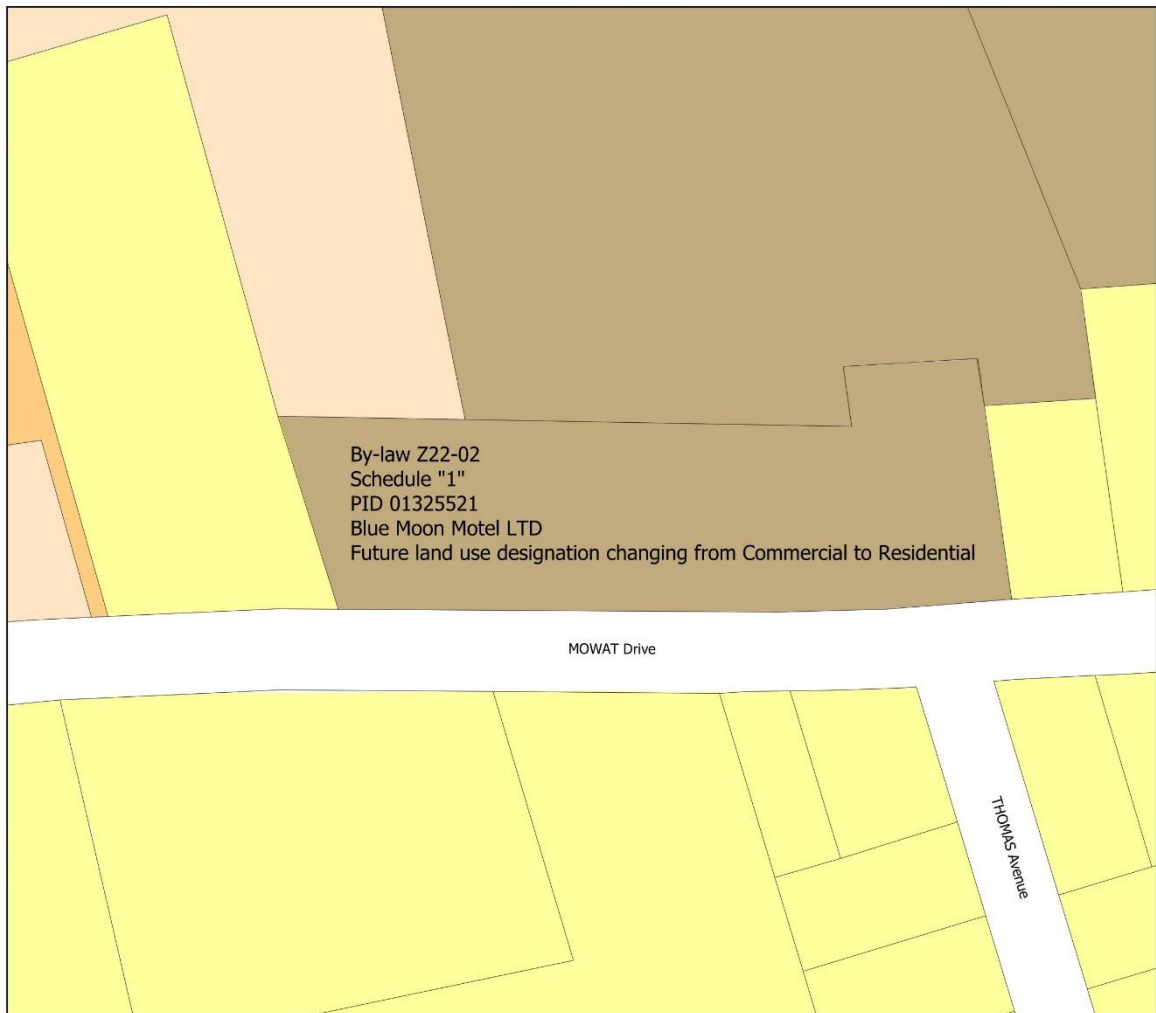 By-law Z22-02
Schedule "1"
PID 01325521
Blue Moon Motel LTD
Future land use designation changing from Commercial to Residential
MOWAT Drive
THOMAS Avenue